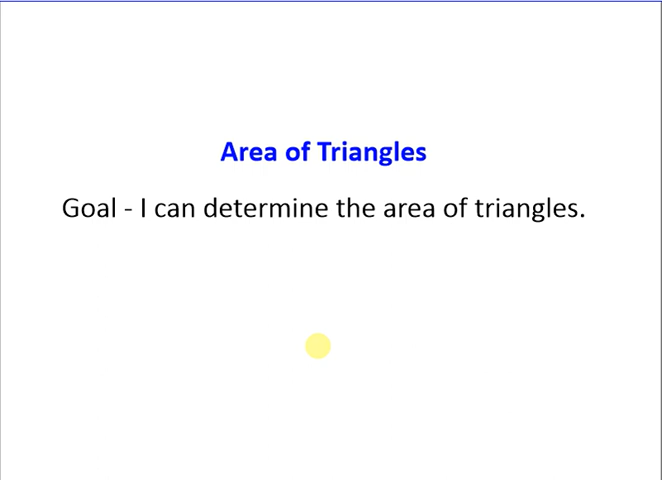 Area of Triangles
Goal - I can determine the area of triangles.